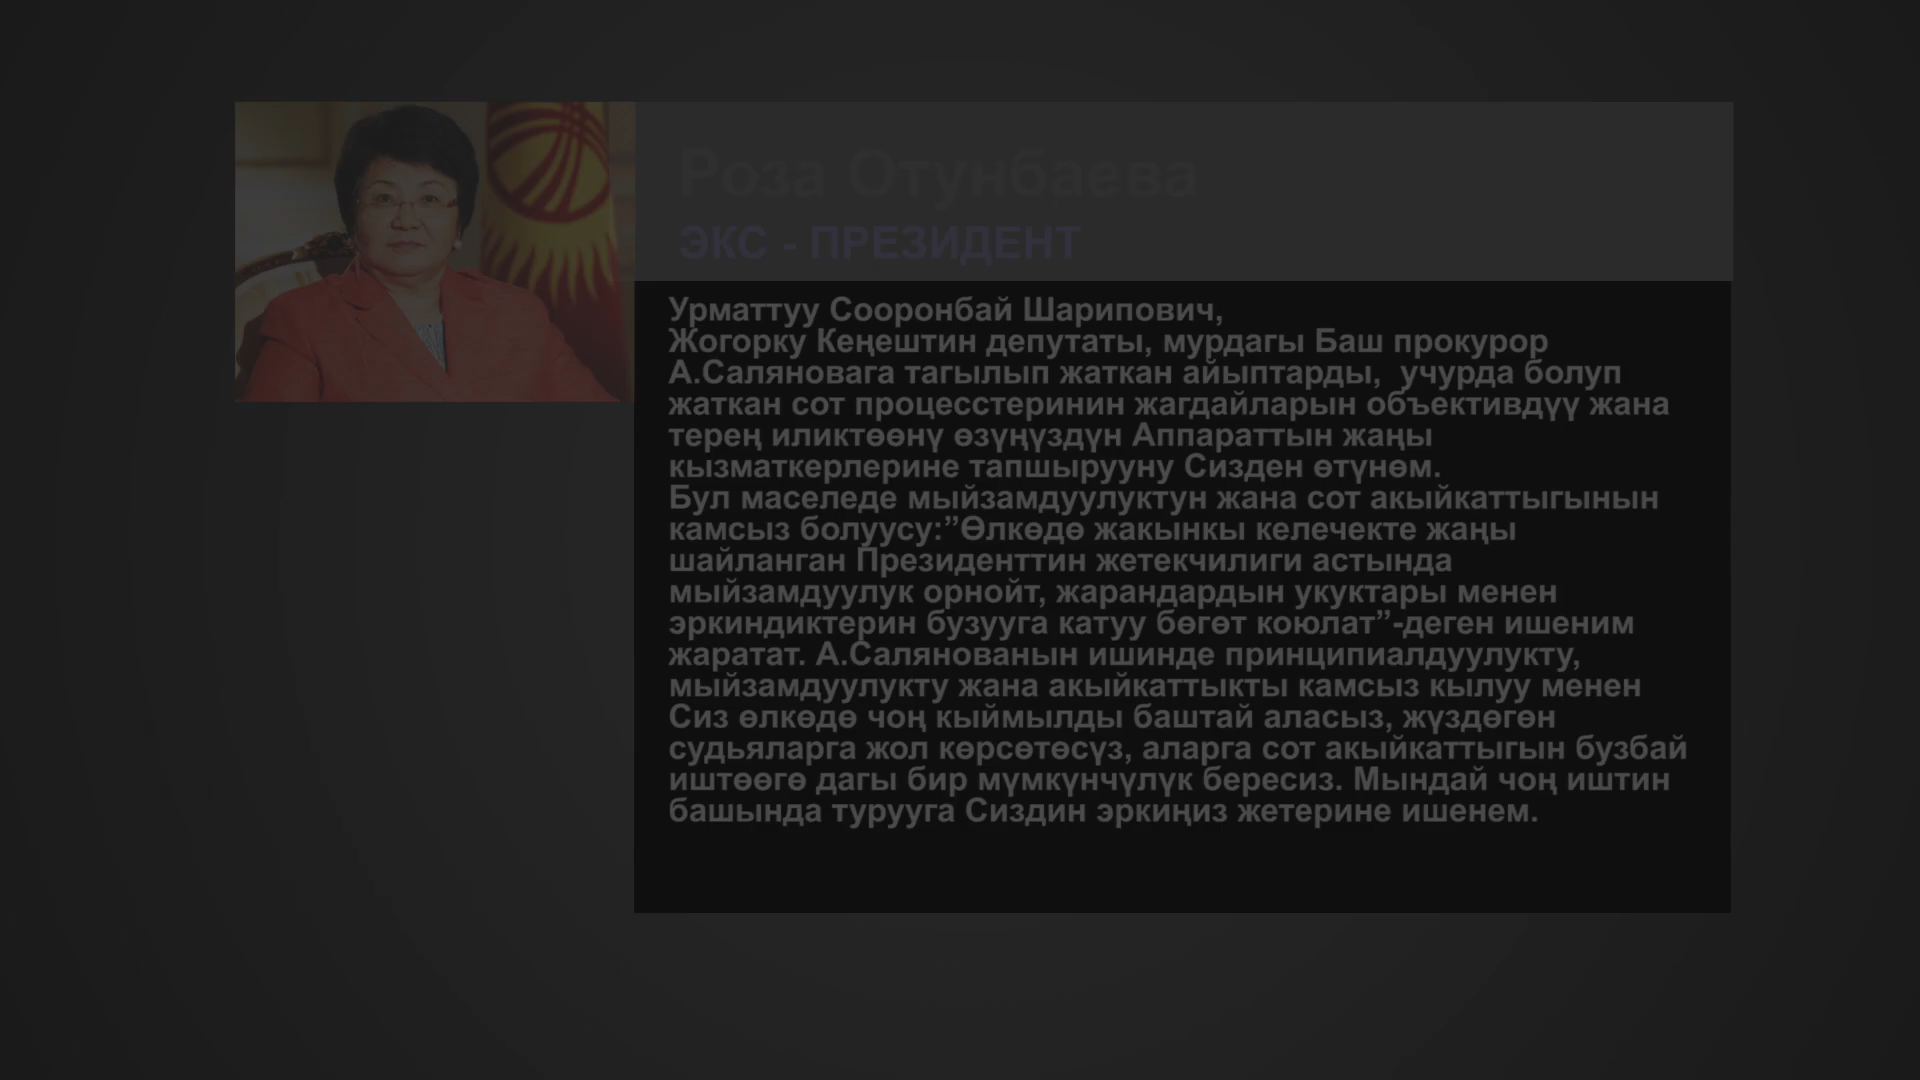 Роза Отунбаева
ЭКС - ПРЕЗИДЕНТ
Урматтуу Сооронбай Шарипович,
Жогорку Кеңештин депутаты, мурдагы Баш прокурор
А.Саляновага тагылып жаткан айыптарды,  учурда болуп
жаткан сот процесстеринин жагдайларын объективдүү жана
терең иликтөөнү өзүңүздүн Аппараттын жаңы
кызматкерлерине тапшырууну Сизден өтүнөм.
Бул маселеде мыйзамдуулуктун жана сот акыйкаттыгынын
камсыз болуусу:”Өлкөдө жакынкы келечекте жаңы
шайланган Президенттин жетекчилиги астында
мыйзамдуулук орнойт, жарандардын укуктары менен
эркиндиктерин бузууга катуу бөгөт коюлат”-деген ишеним
жаратат. А.Салянованын ишинде принципиалдуулукту,
мыйзамдуулукту жана акыйкаттыкты камсыз кылуу менен
Сиз өлкөдө чоң кыймылды баштай аласыз, жүздөгөн
судьяларга жол көрсөтөсүз, аларга сот акыйкаттыгын бузбай
иштөөгө дагы бир мүмкүнчүлүк бересиз. Мындай чоң иштин
башында турууга Сиздин эркиңиз жетерине ишенем.